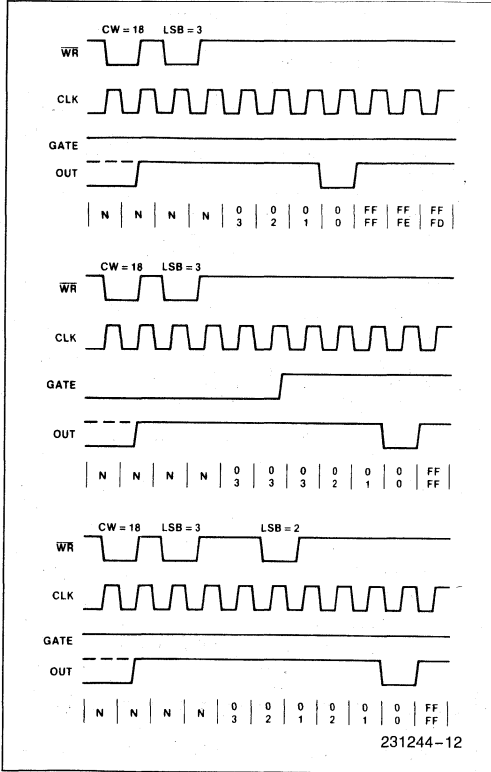 CW = 18 LSB = 3
WR
CLK
GATE
OUT
N N N N 0 0 0 0 FF FF FF
3 2 1 0 FF FE FD
CW = 18 LSB = 3
WR
CLK
GATE
OUT
N N N N 0 0 0 0 0 0 FF
3 3 3 2 1 0 FF
CW = 18 LSB = 3 LSB = 2
WR
CLK
GATE
OUT
N N N N 0 0 0 0 0 0 FF
3 2 1 2 1 0 FF
231244-12